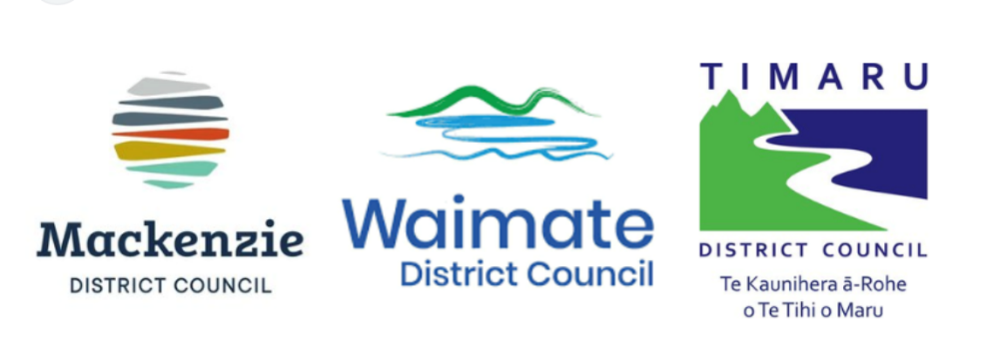 Mackenzie
DISTRICT COUNCIL
Waimate
District Council
TIMARU
DISTRICT COUNCIL
Te Kaunihera ā-Rohe
o Te Tihi o Maru